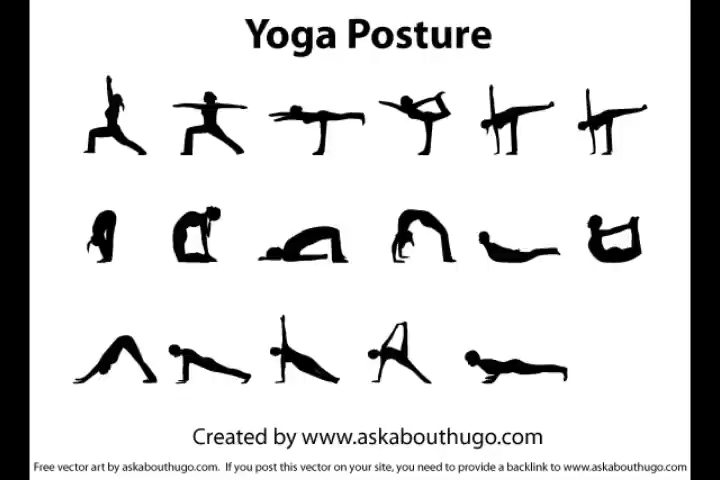 Yoga Posture
Created by www.askabouthugo.com
Free vector art by askabouthugo.com. If you post this vector on your site, you need to provide a backlink to www.askabouthugo.com